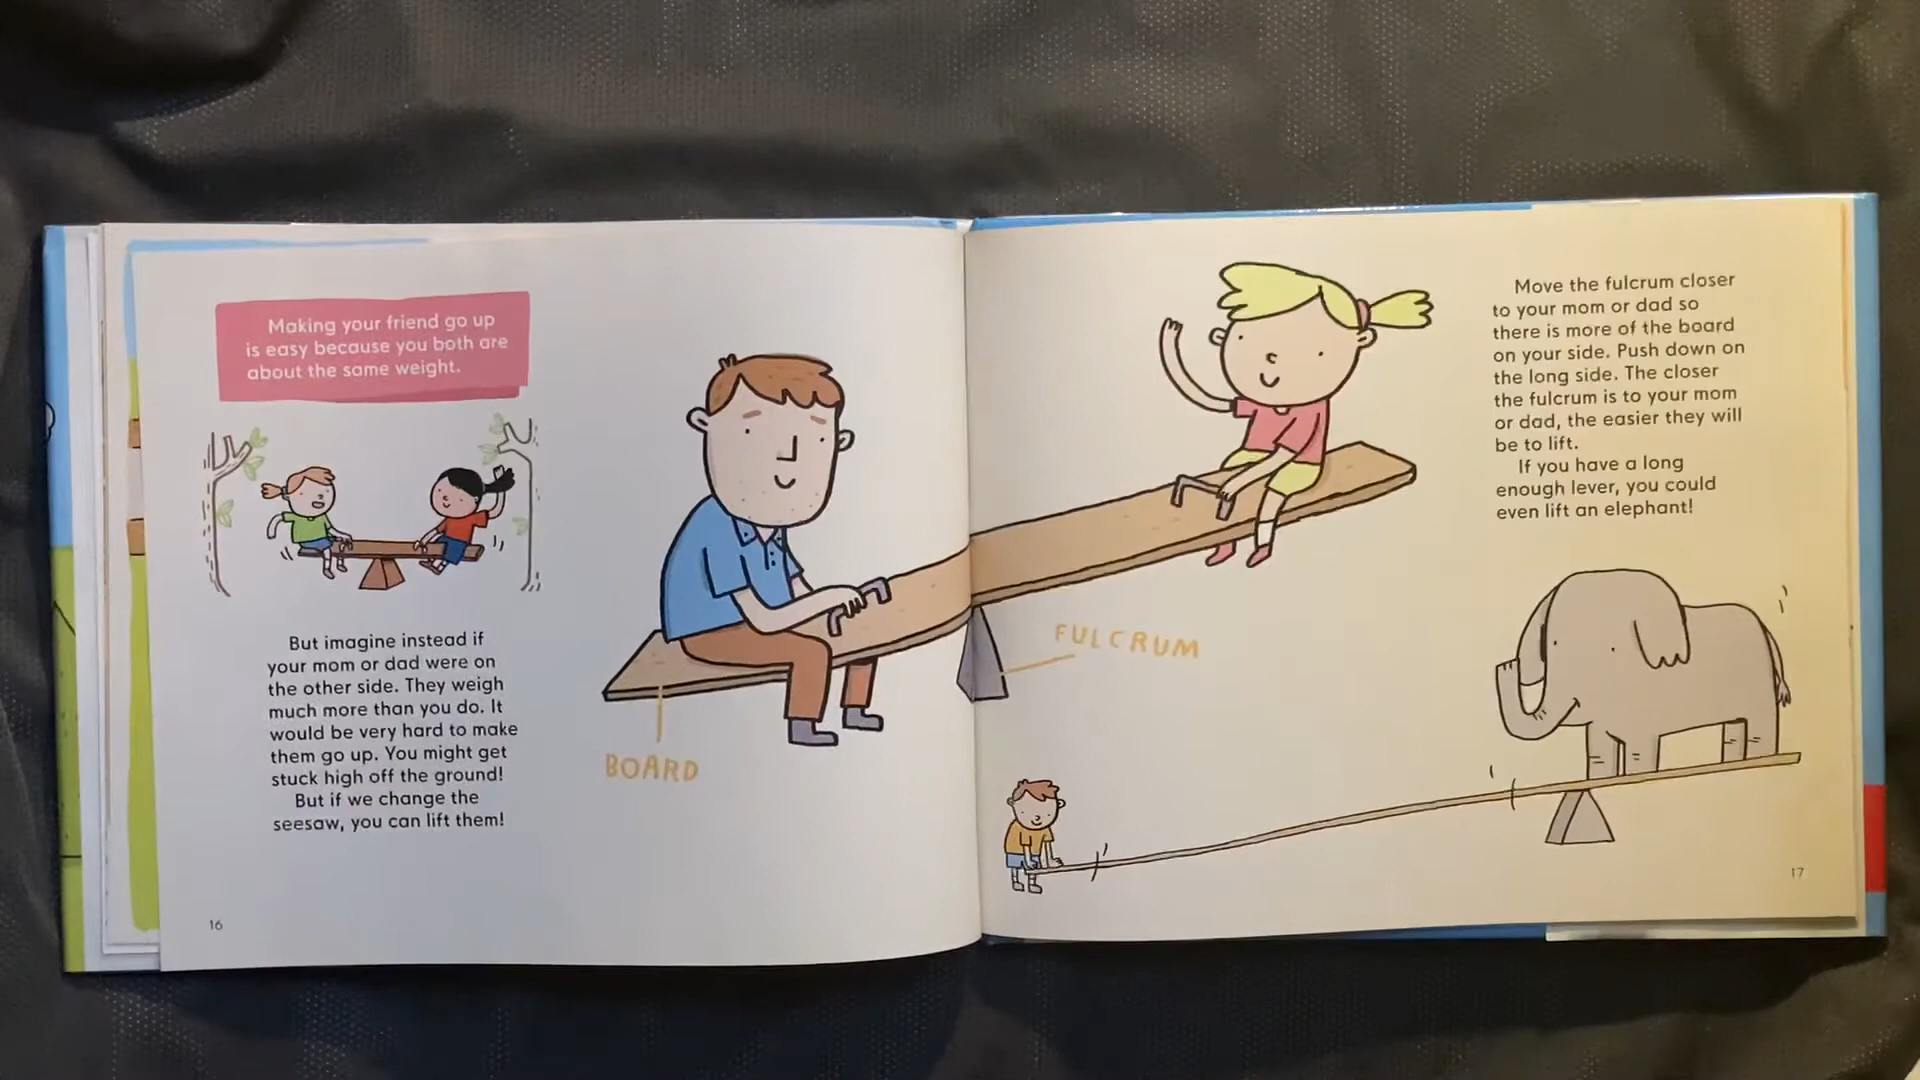 Making your friend go up
is easy because you both are
about the same weight.
But imagine instead if
your mom or dad were on
the other side. They weigh
much more than you do. It
would be very hard to make
them go up. You might get
stuck high off the ground!
But if we change the
seesaw, you can lift them!
BOARD
16
FULCRUM
Move the fulcrum closer
to your mom or dad so
there is more of the board
on your side. Push down on
the long side. The closer
the fulcrum is to your mom
or dad, the easier they will
be to lift.
If you have a long
enough lever, you could
even lift an elephant!
17